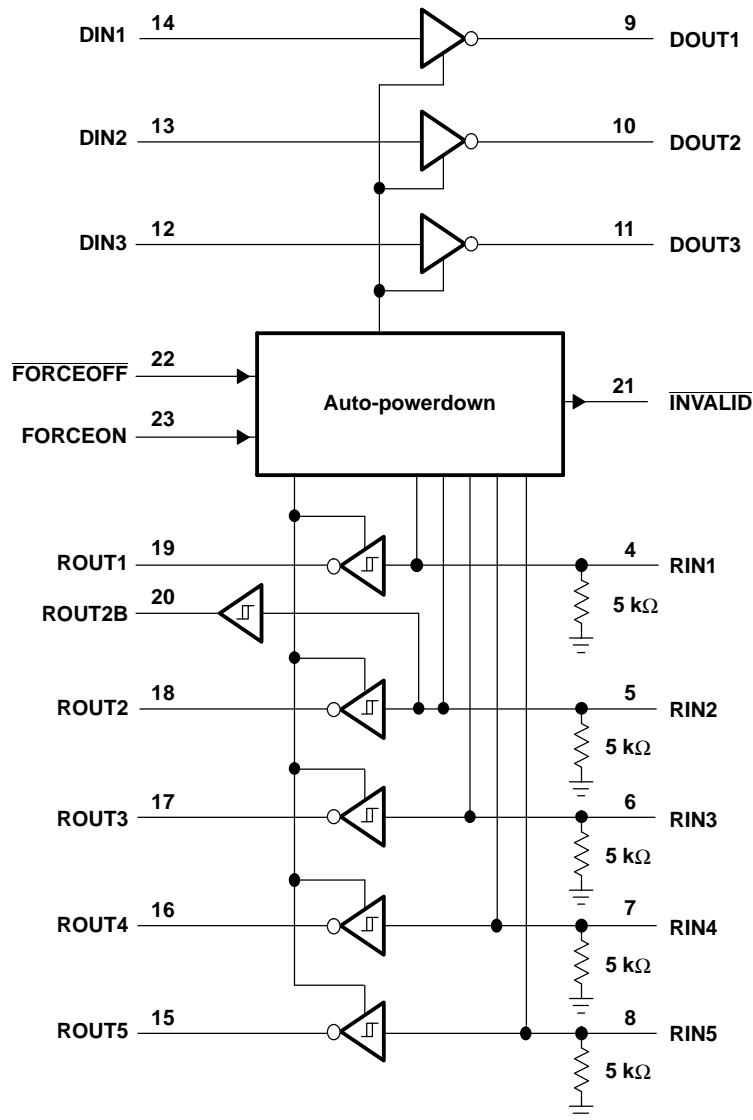 DIN1 14 9 DOUT1
DIN2 13 10 DOUT2
DIN3 12 11 DOUT3
FORCEOFF 22
Auto-powerdown
21 INVALID
FORCEON 23
ROUT1 19 4 RIN1
5 kΩ
ROUT2B 20
ROUT2 18 5 RIN2
5 kΩ
ROUT3 17 6 RIN3
5 kΩ
ROUT4 16 7 RIN4
5 kΩ
ROUT5 15 8 RIN5
5 kΩ